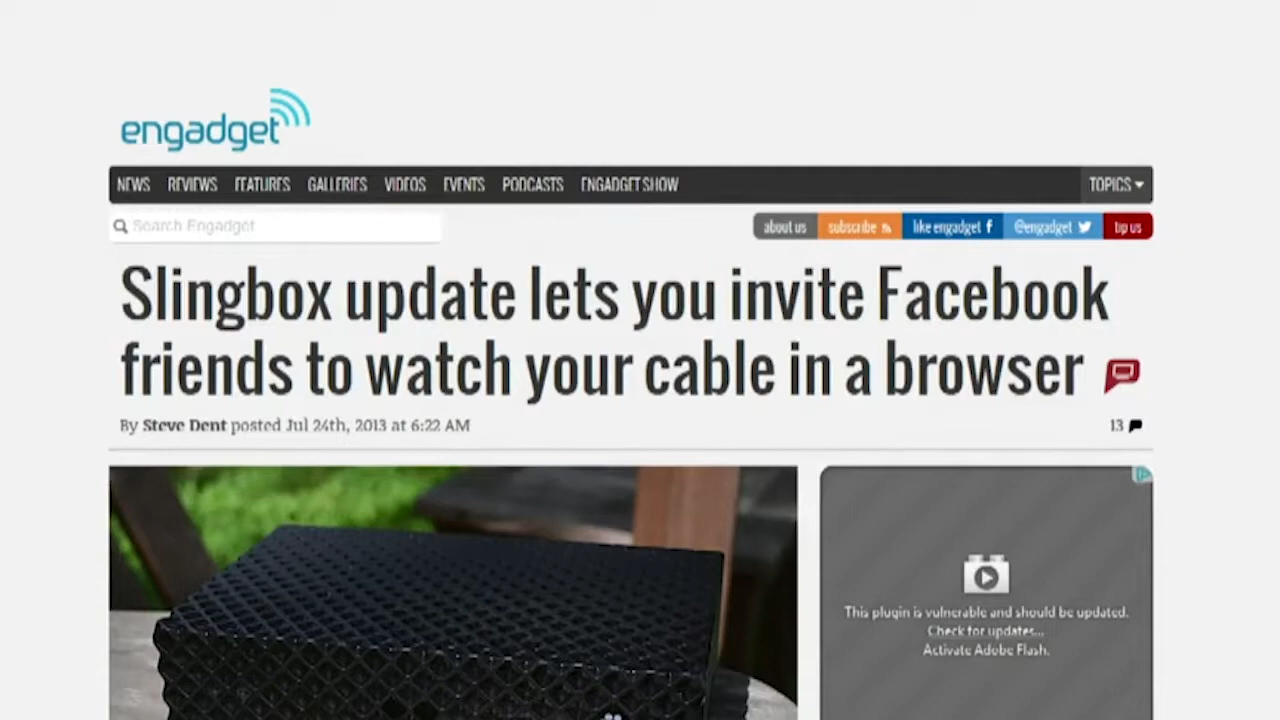 engadget
NEWS REVIEWS FEATURES GALLERIES VIDEOS EVENTS PODCASTS ENGADGET SHOW TOPICS
Search Engadget
about us subscribe like engadget @engadget tip us
Slingbox update lets you invite Facebook
friends to watch your cable in a browser
By Steve Dent posted Jul 24th, 2013 at 6:22 AM
13
This plugin is vulnerable and should be updated.
Check for updates...
Activate Adobe Flash.